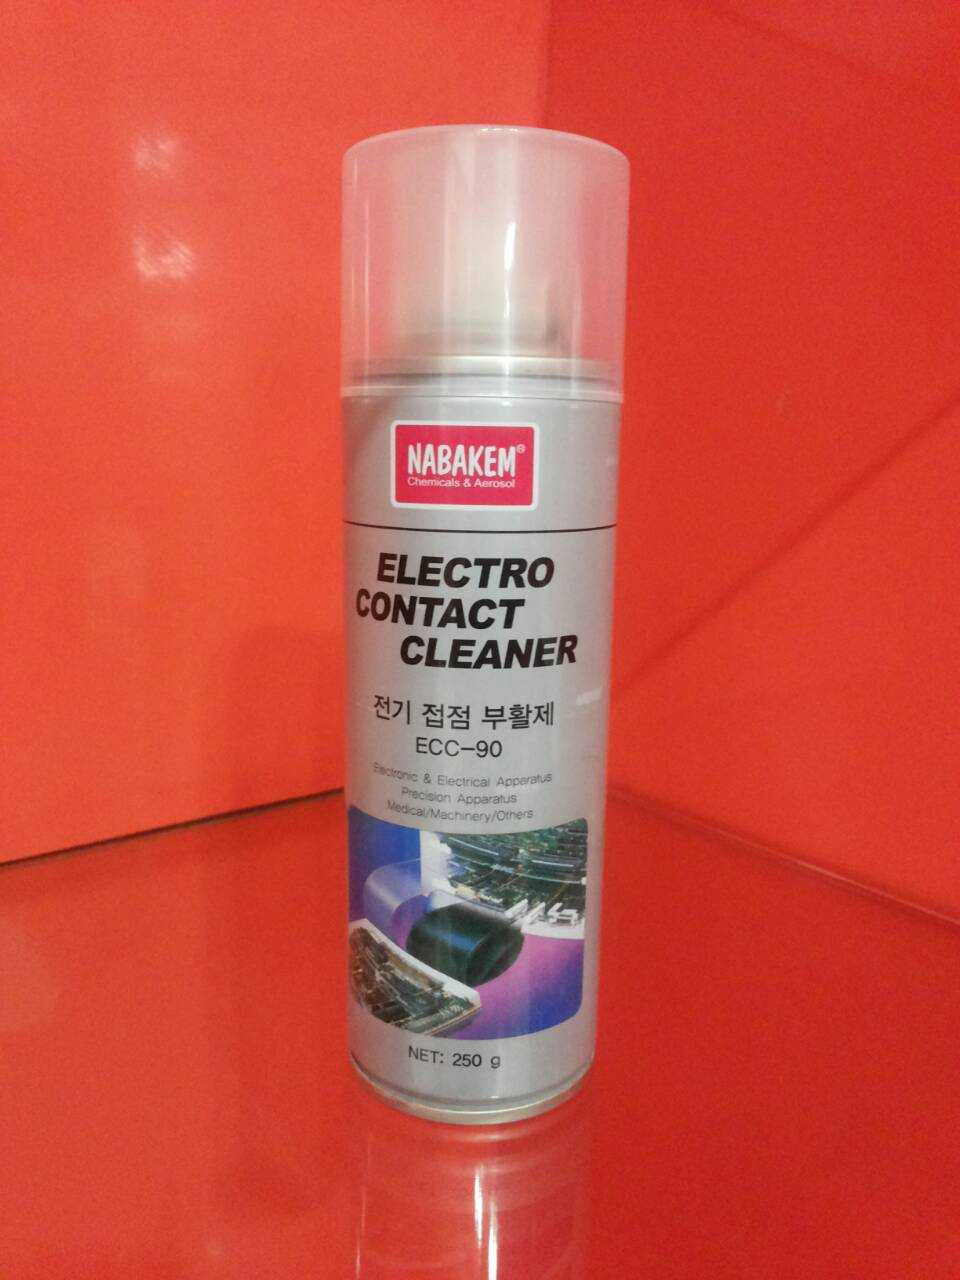 NABAKEM®
Chemicals & Aerosol
ELECTRO
CONTACT
CLEANER
전기 접점 부활제
ECC-90
Electronic & Electrical Apparatus
Precision Apparatus
Medical/Machinery/Others
NET: 250 g